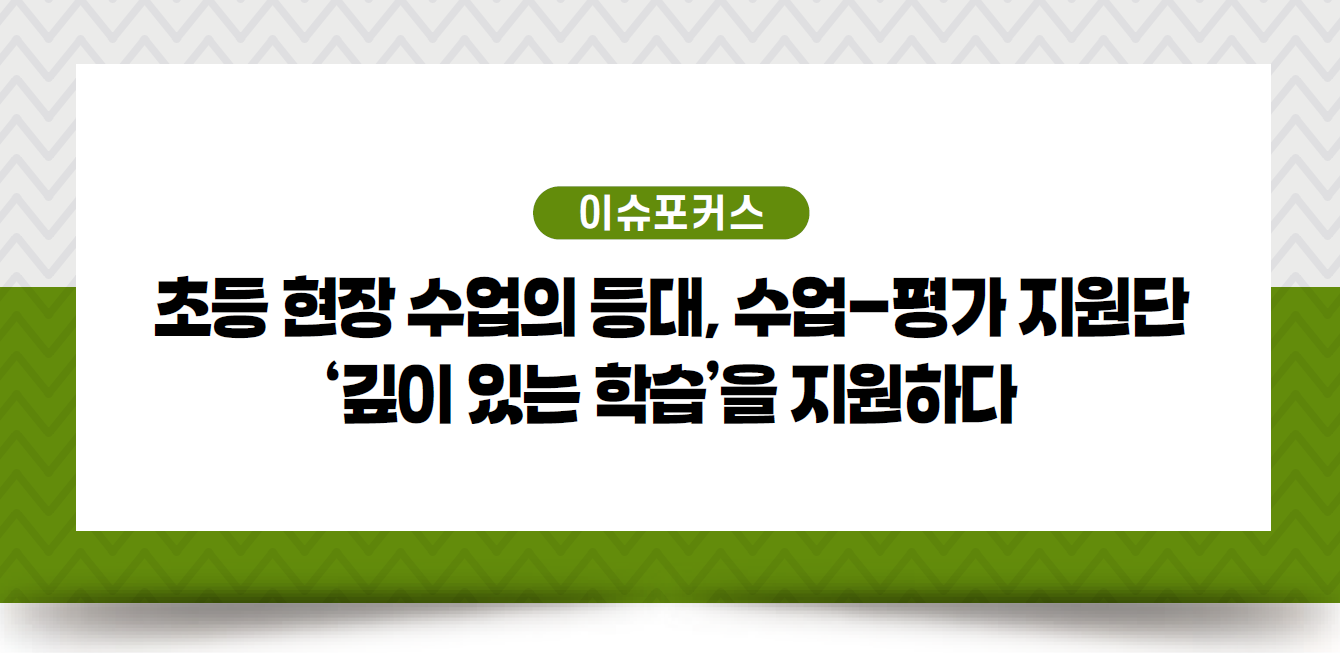 이슈포커스
초등 현장 수업의 등대, 수업-평가 지원단
‘깊이 있는 학습’을 지원하다